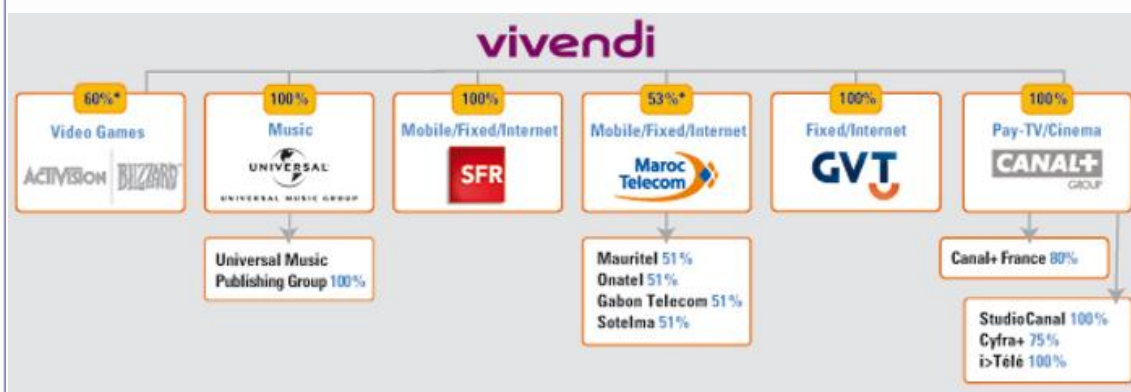 vivendi
60%*
Video Games
ACTIVISION BLIZZARD
100%
Music
UNIVERSAL
UNIVERSAL MUSIC GROUP
Universal Music
Publishing Group 100%
100%
Mobile/Fixed/Internet
SFR
53%*
Mobile/Fixed/Internet
Maroc
Telecom
Mauritel 51%
Onatel 51%
Gabon Telecom 51%
Sotelma 51%
100%
Fixed/Internet
GVT
100%
Pay-TV/Cinema
CANAL+
GROUP
Canal+ France 80%
StudioCanal 100%
Cyfra+ 75%
i>Télé 100%